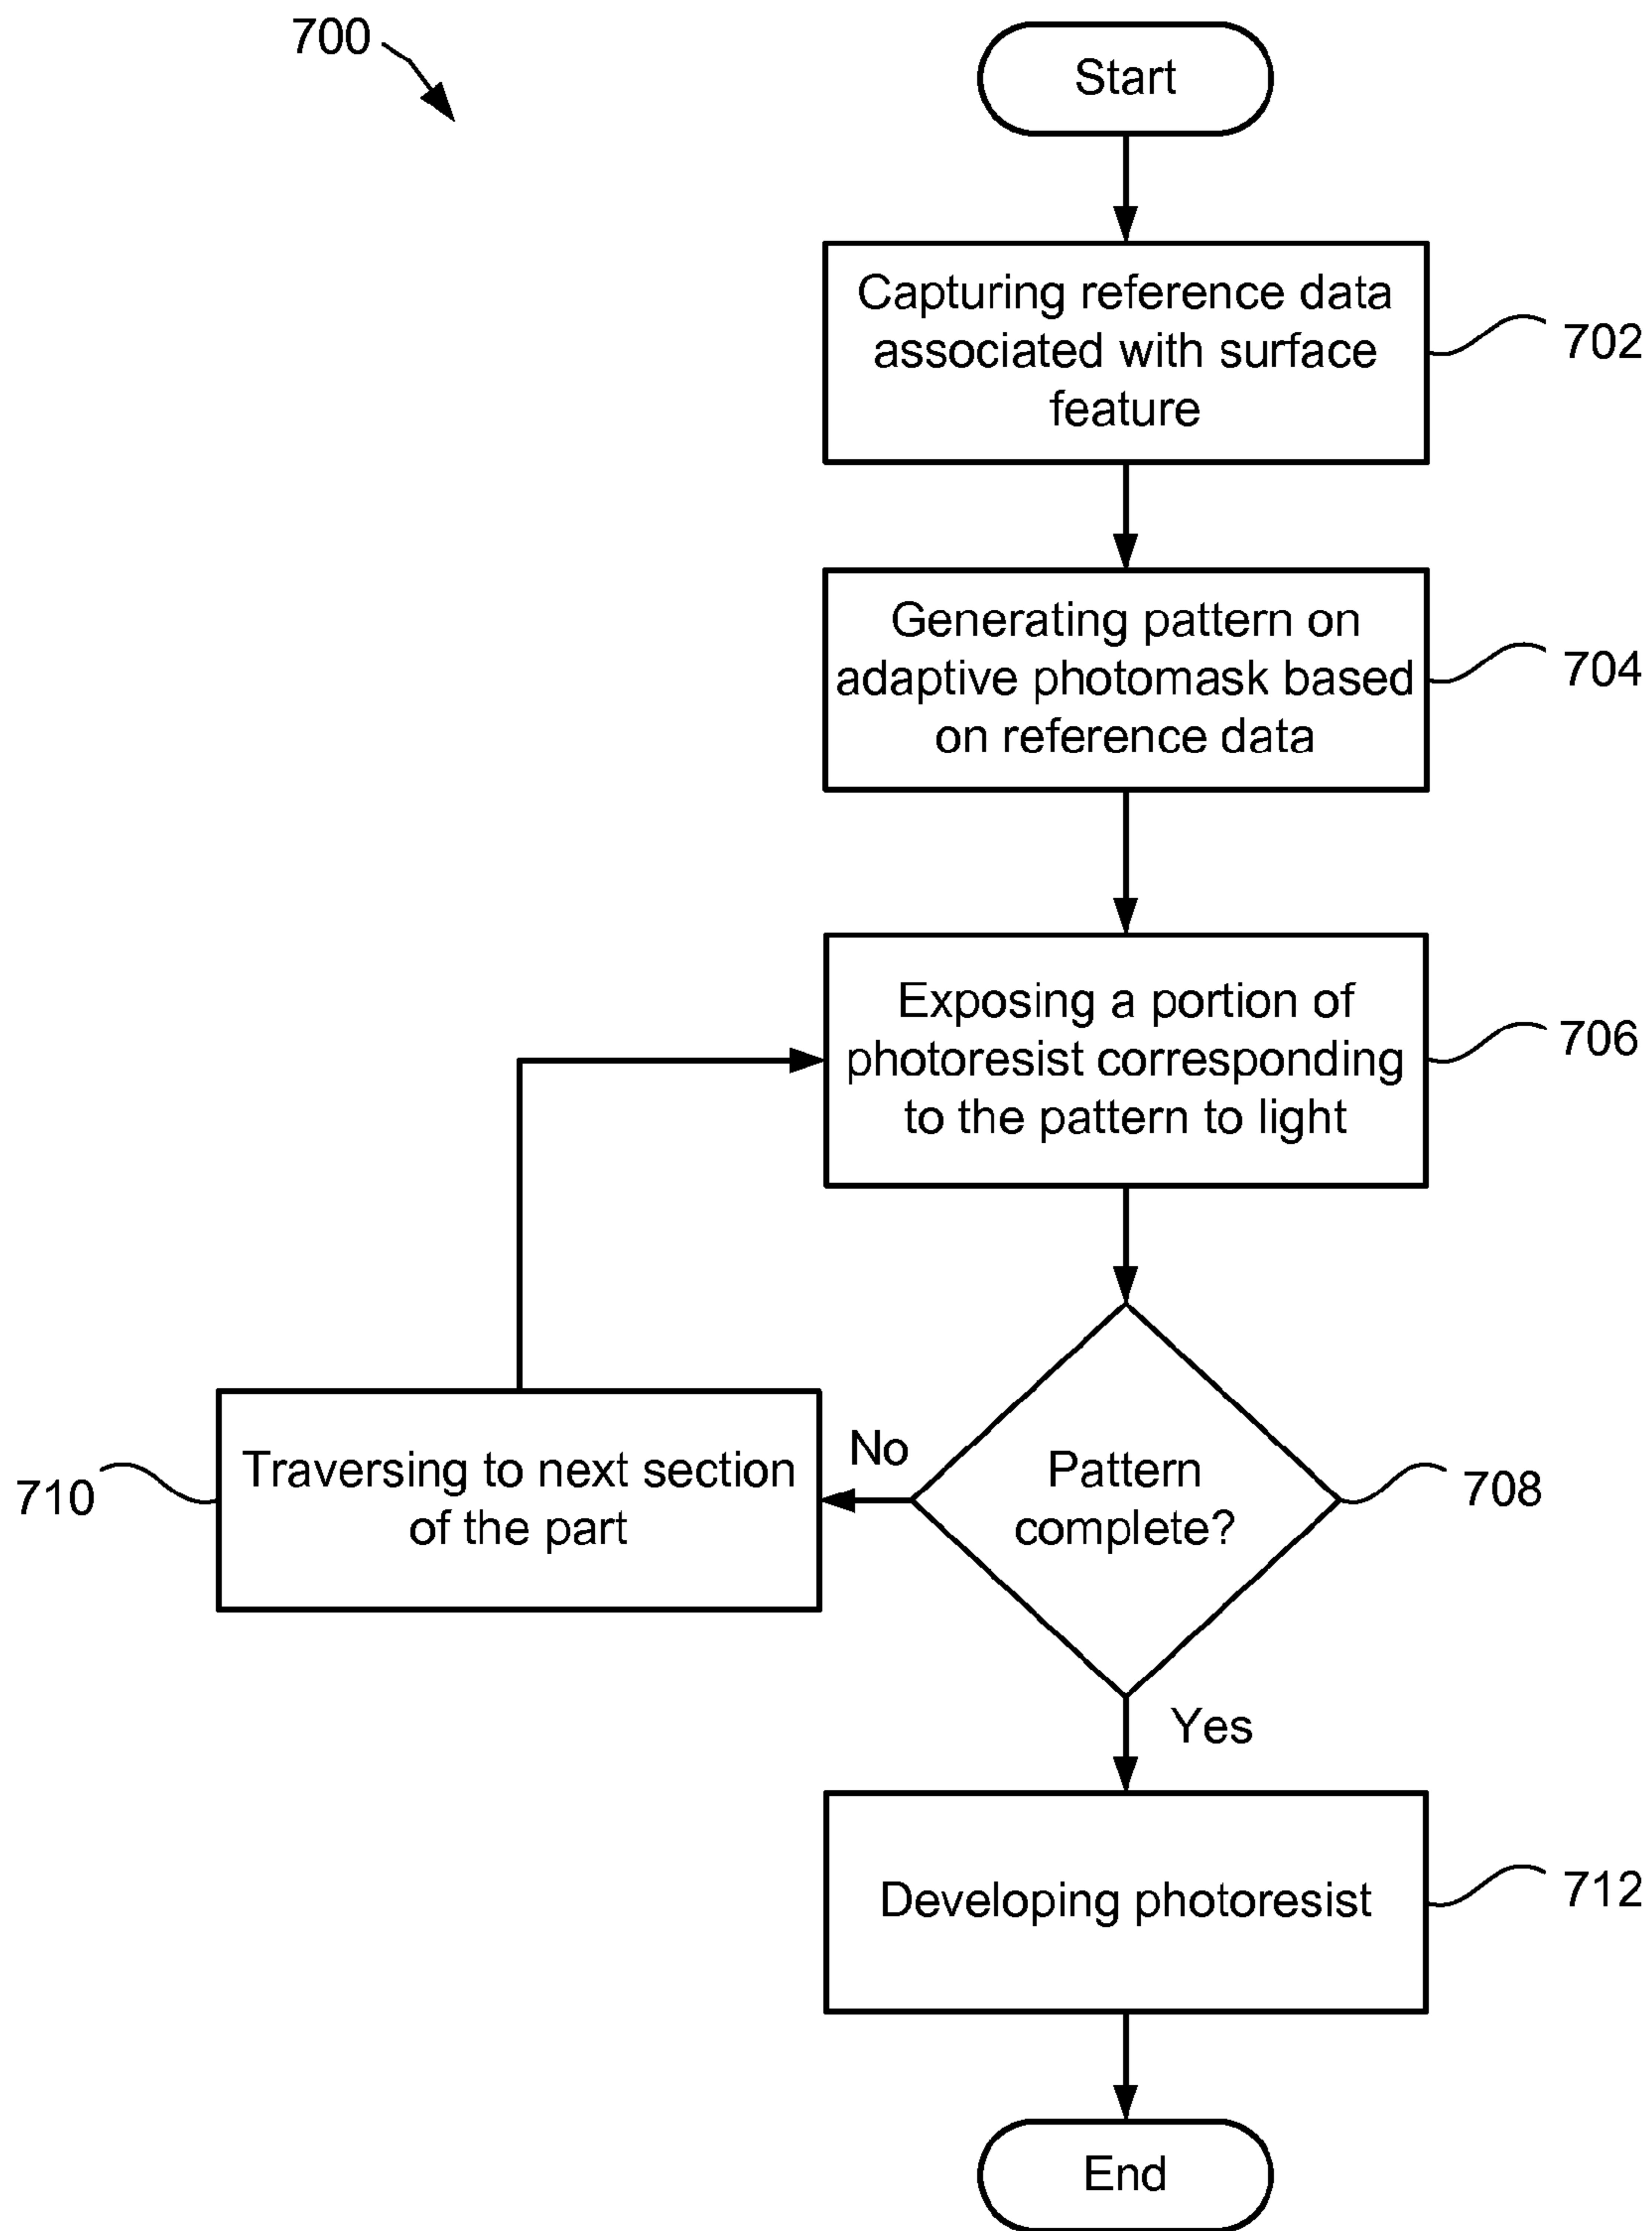 700
Start
Capturing reference data
associated with surface
feature
702
Generating pattern on
adaptive photomask based
on reference data
704
Exposing a portion of
photoresist corresponding
to the pattern to light
706
Pattern
complete?
708
No
Traversing to next section
of the part
710
Yes
Developing photoresist
712
End